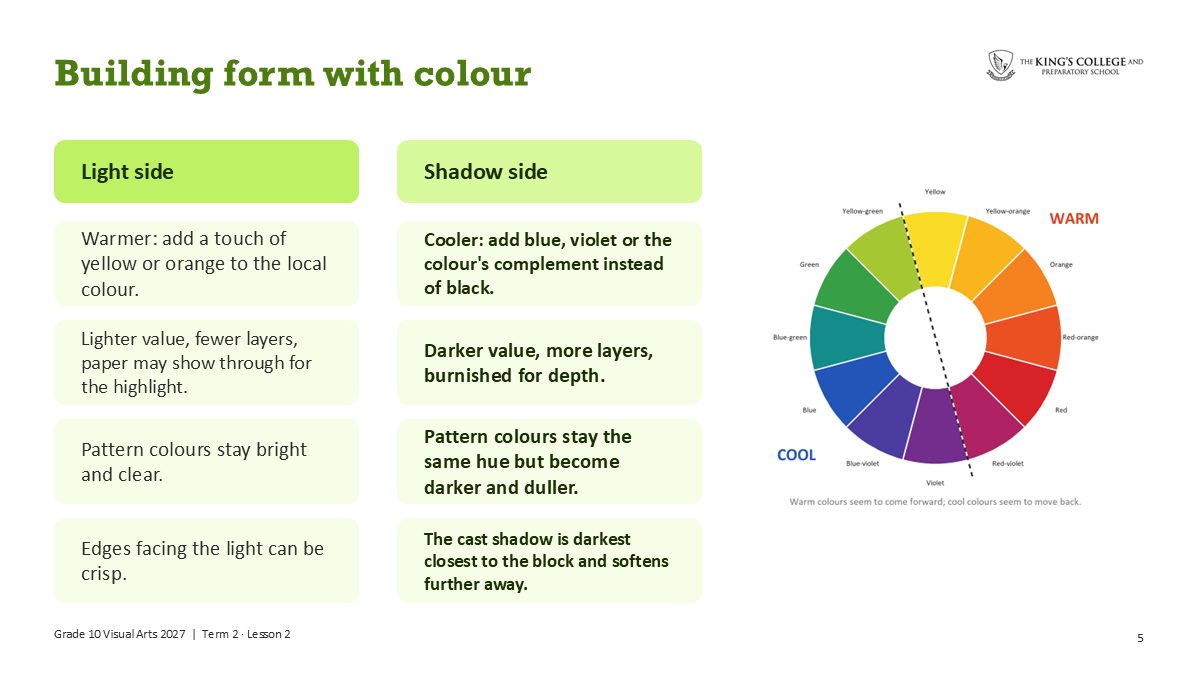 Building form with colour
THE KING'S COLLEGE AND
PREPARATORY SCHOOL
Light side
Shadow side
Warmer: add a touch of
yellow or orange to the local
colour.
Cooler: add blue, violet or the
colour's complement instead
of black.
Lighter value, fewer layers,
paper may show through for
the highlight.
Darker value, more layers,
burnished for depth.
Pattern colours stay bright
and clear.
Pattern colours stay the
same hue but become
darker and duller.
Edges facing the light can be
crisp.
The cast shadow is darkest
closest to the block and softens
further away.
Yellow
Yellow-green
Yellow-orange
WARM
Green
Orange
Blue-green
Red-orange
Blue
Red
COOL
Blue-violet
Red-violet
Violet
Warm colours seem to come forward; cool colours seem to move back.
Grade 10 Visual Arts 2027 | Term 2 · Lesson 2
5